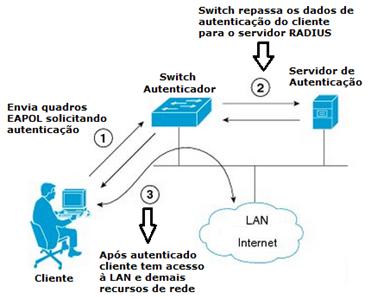 Switch repassa os dados de
autenticação do cliente
para o servidor RADIUS
Switch
Autenticador
2
Servidor de
Autenticação
Envia quadros
EAPOL solicitando
autenticação
1
3
LAN
Internet
Após autenticado
cliente tem acesso
à LAN e demais
recursos de rede
Cliente